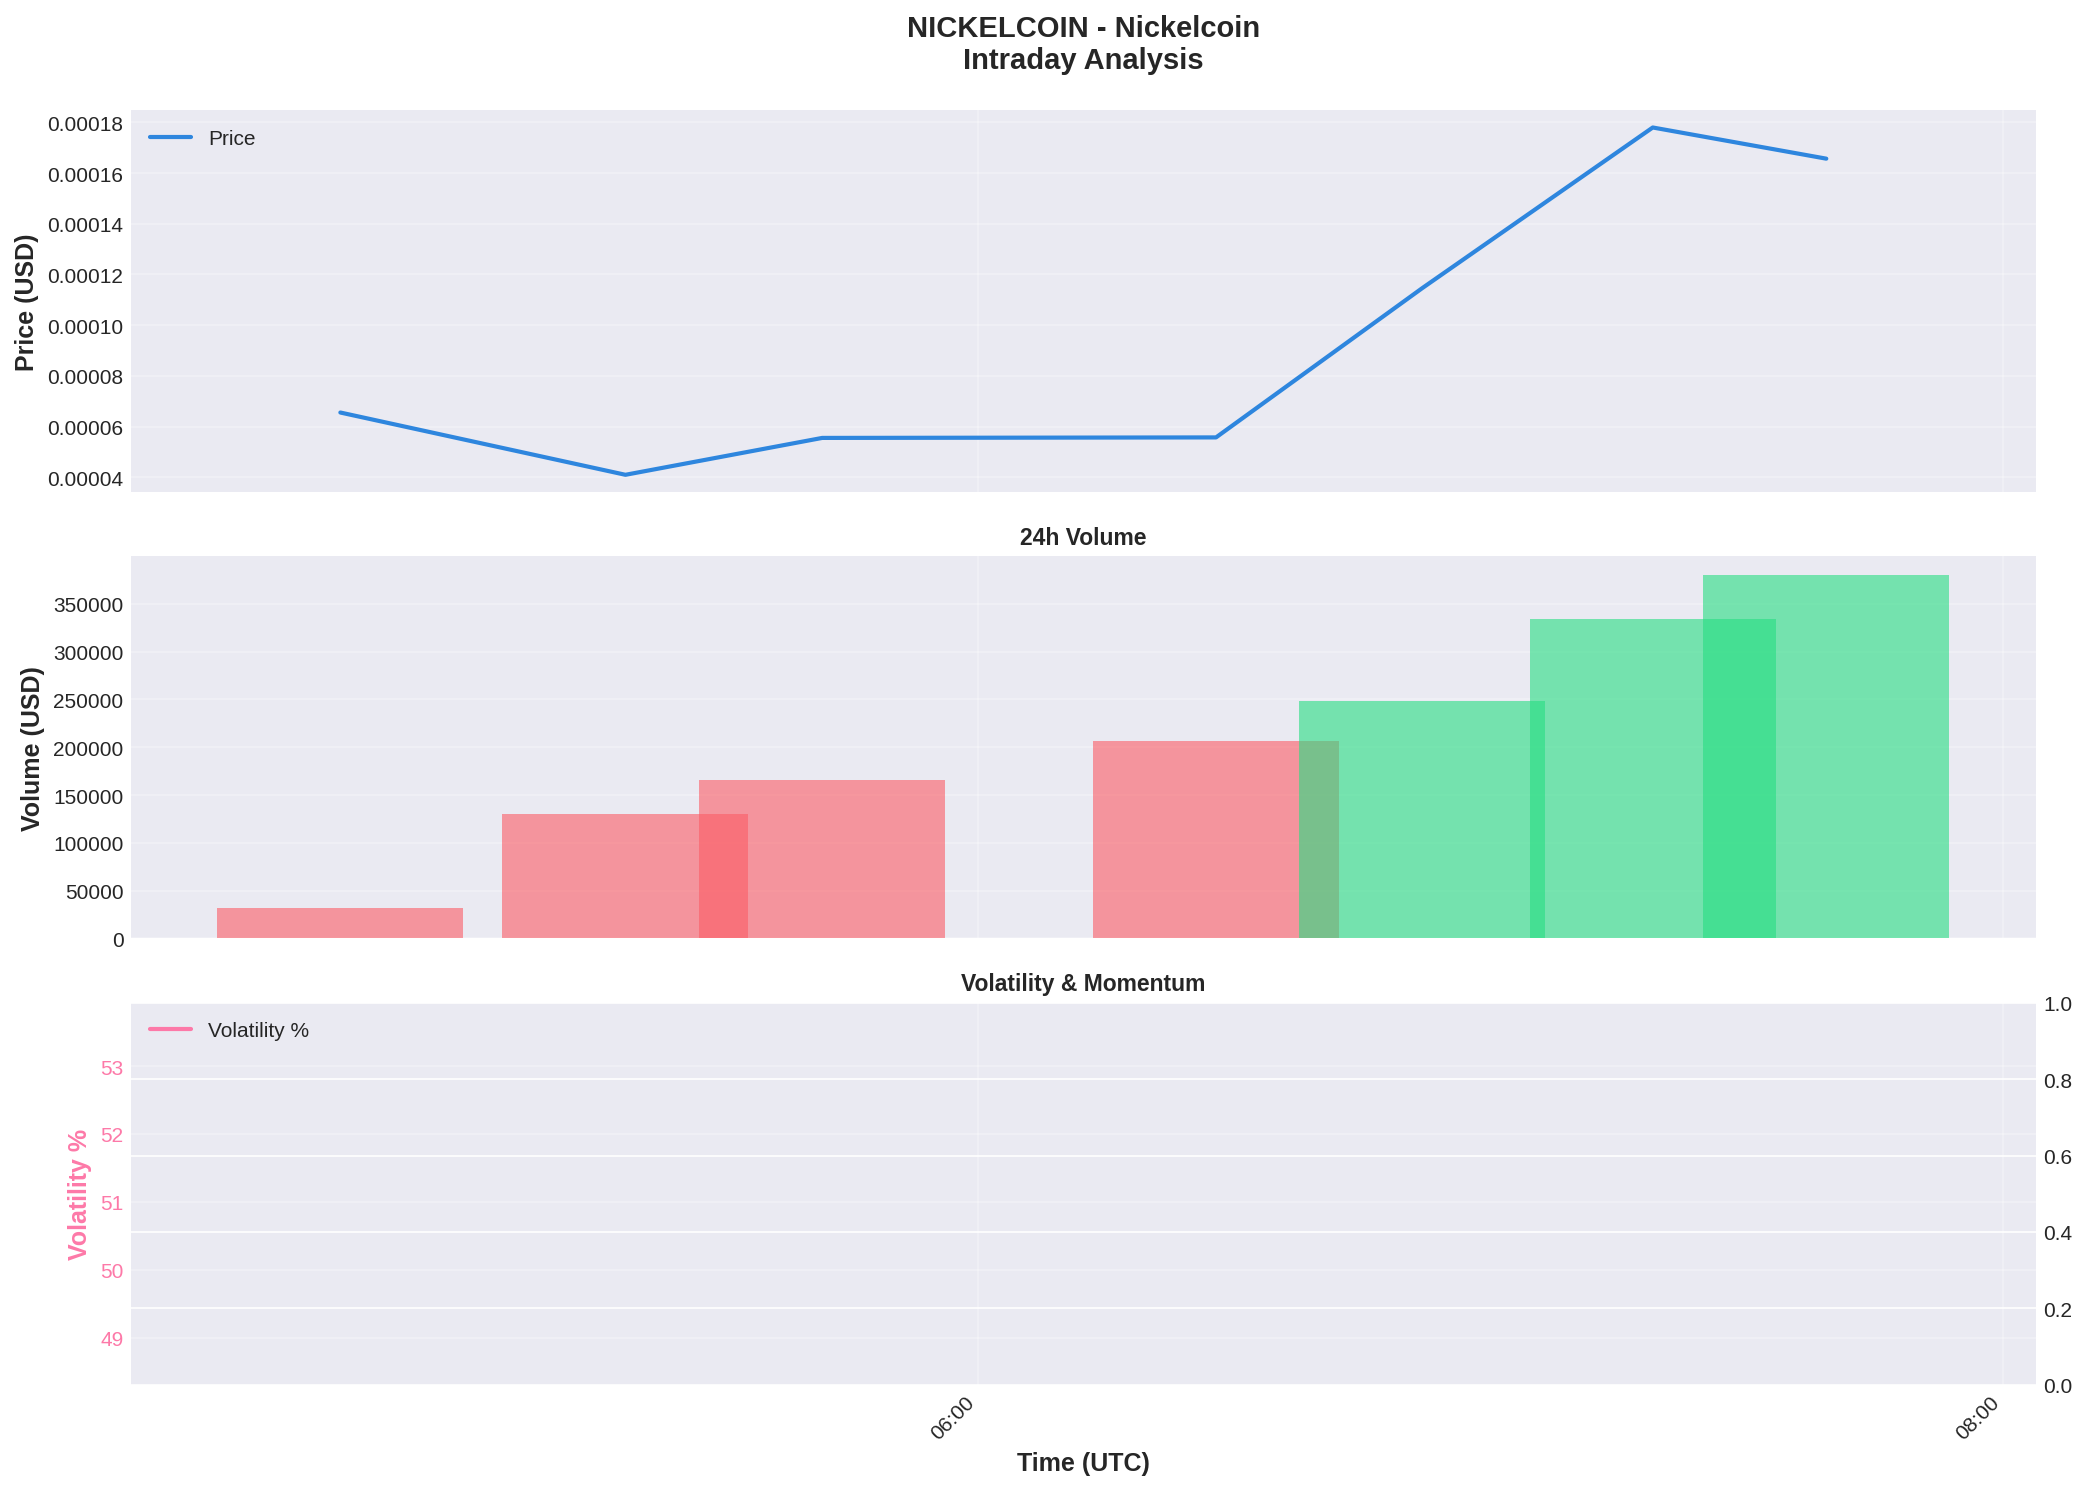 NICKELCOIN - Nickelcoin
Intraday Analysis
Price
0.00018
0.00016
0.00014
0.00012
0.00010
0.00008
0.00006
0.00004
Price (USD)
24h Volume
350000
300000
250000
200000
150000
100000
50000
0
Volume (USD)
Volatility & Momentum
Volatility %
53
52
51
50
49
Volatility %
1.0
0.8
0.6
0.4
0.2
0.0
06:00
08:00
Time (UTC)